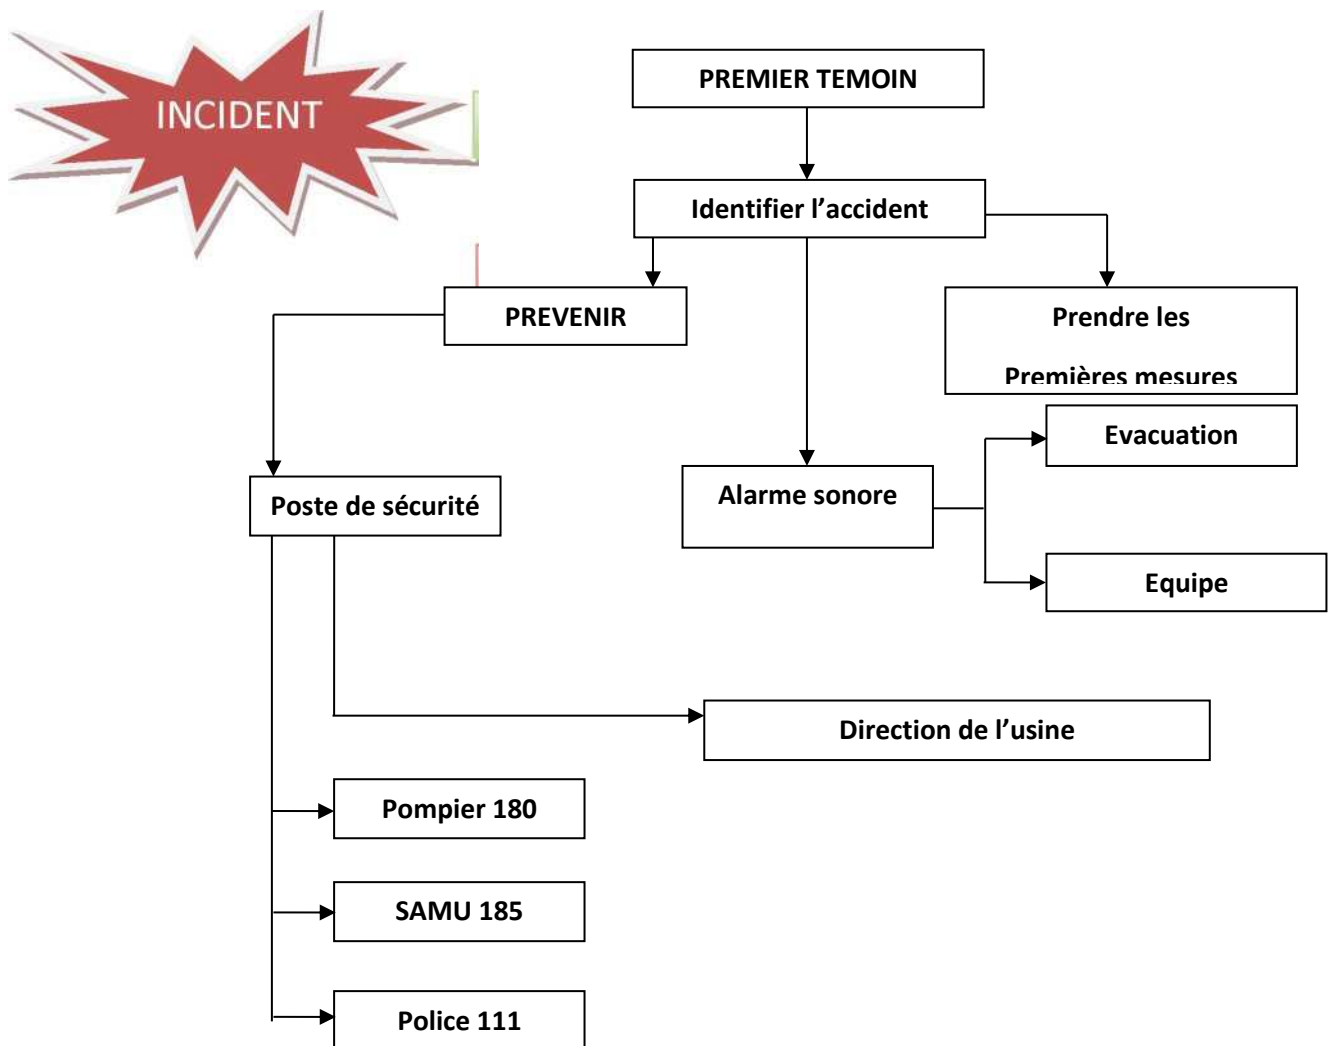 INCIDENT
PREMIER TEMOIN
Identifier l’accident
PREVENIR
Prendre les
Premières mesures
Evacuation
Alarme sonore
Poste de sécurité
Equipe
Direction de l’usine
Pompier 180
SAMU 185
Police 111